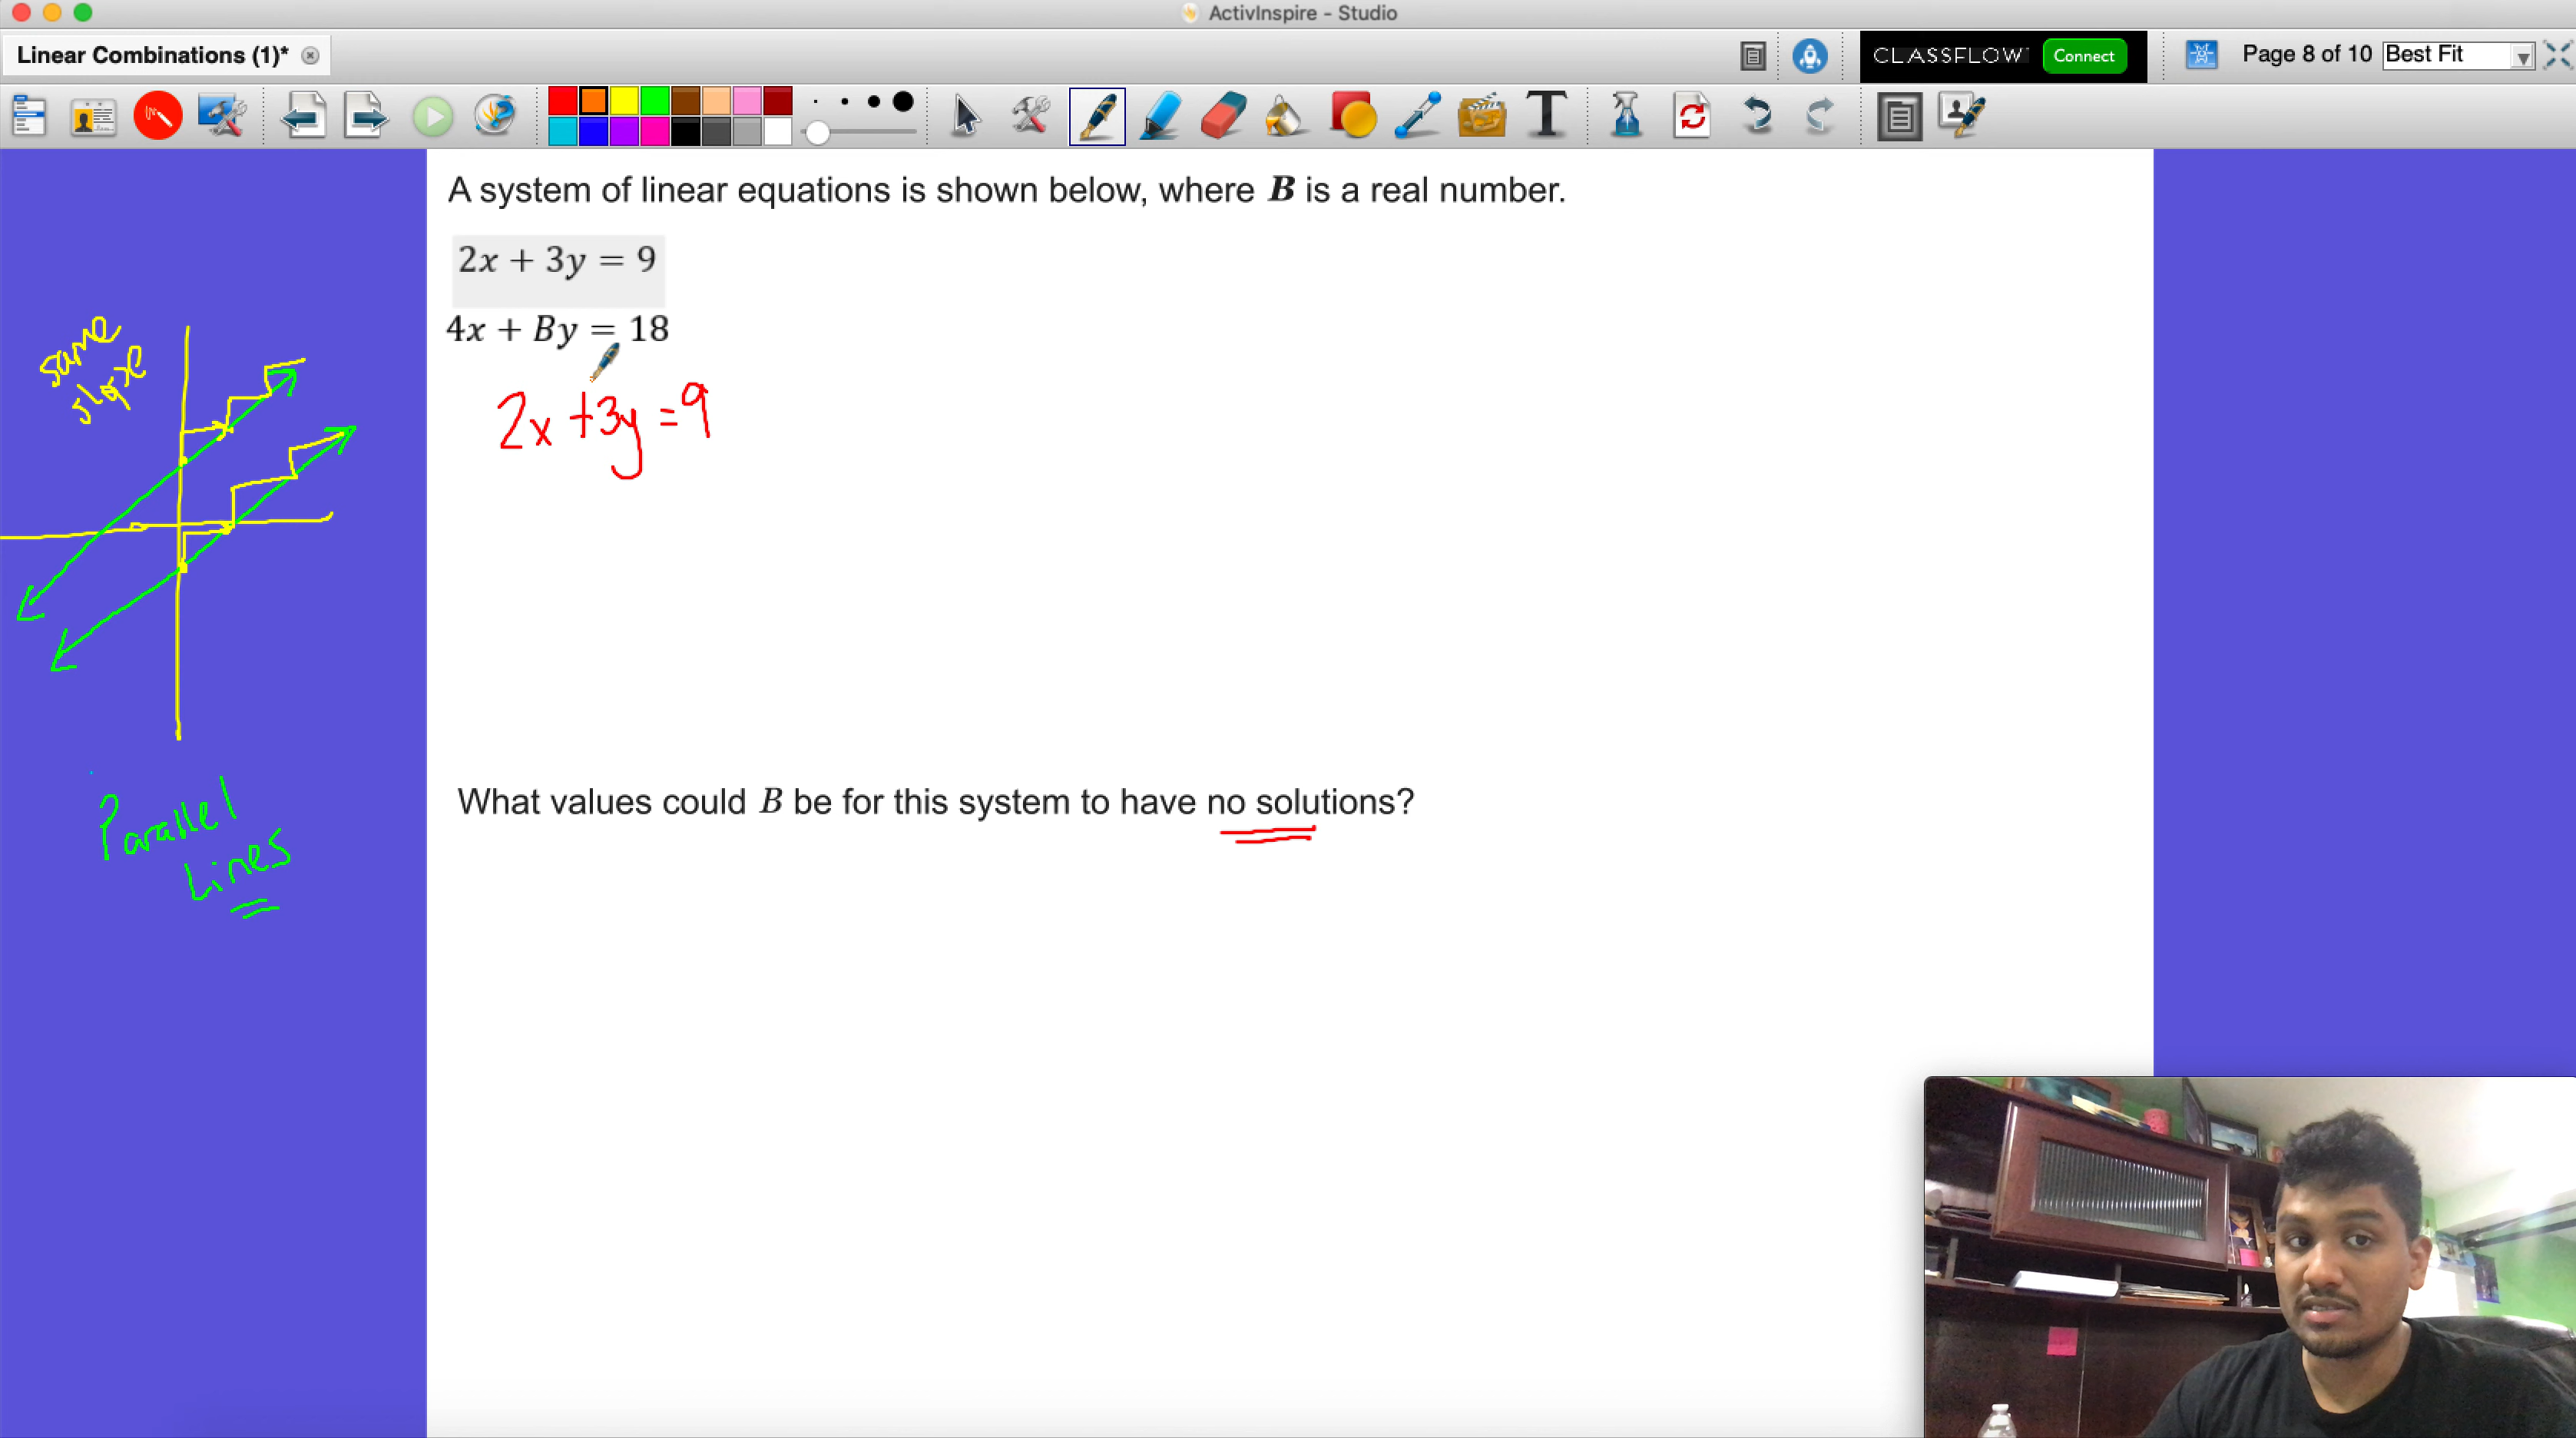 ActivInspire - Studio
Linear Combinations (1)*
CLASSFLOW Connect
Page 8 of 10 Best Fit
A system of linear equations is shown below, where B is a real number.
2x + 3y = 9
4x + By = 18
2x + 3y = 9
same
slope
What values could B be for this system to have no solutions?
Parallel
Lines